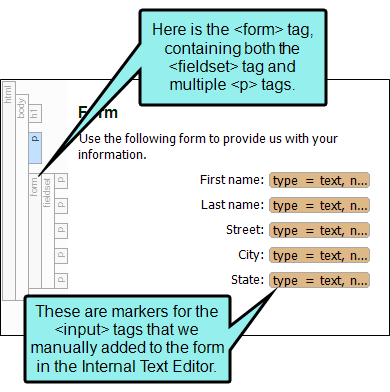 Here is the <form> tag,
containing both the
<fieldset> tag and
multiple <p> tags.
html
body
h1
Form
p
Use the following form to provide us with your
information.
form
fieldset
p
First name: type = text, n...
p
Last name: type = text, n...
p
Street: type = text, n...
p
City: type = text, n...
p
State: type = text, n...
These are markers for the
<input> tags that we
manually added to the form
in the Internal Text Editor.